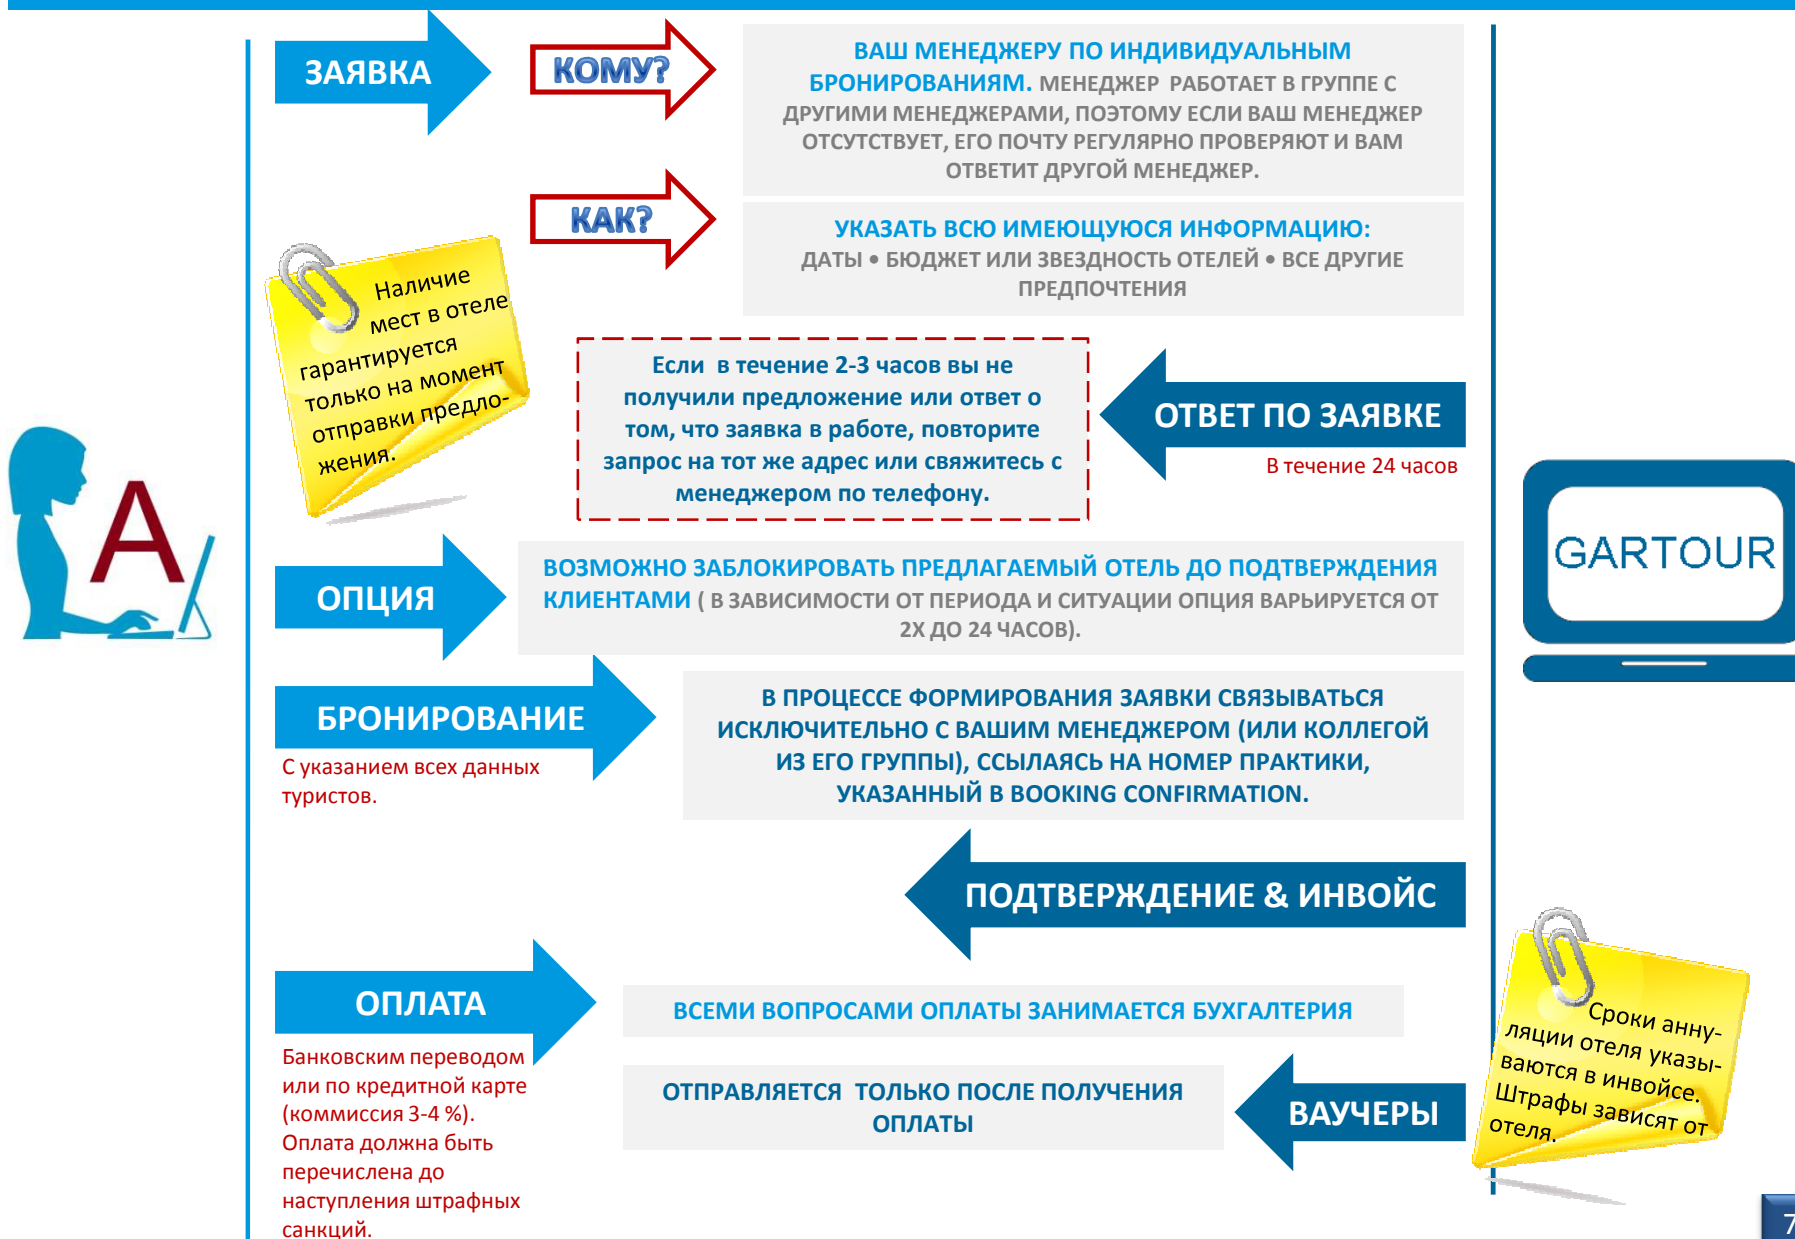 ЗАЯВКА
КОМУ?
ВАШ МЕНЕДЖЕРУ ПО ИНДИВИДУАЛЬНЫМ
БРОНИРОВАНИЯМ. МЕНЕДЖЕР РАБОТАЕТ В ГРУППЕ С
ДРУГИМИ МЕНЕДЖЕРАМИ, ПОЭТОМУ ЕСЛИ ВАШ МЕНЕДЖЕР
ОТСУТСТВУЕТ, ЕГО ПОЧТУ РЕГУЛЯРНО ПРОВЕРЯЮТ И ВАМ
ОТВЕТИТ ДРУГОЙ МЕНЕДЖЕР.
КАК?
УКАЗАТЬ ВСЮ ИМЕЮЩУЮСЯ ИНФОРМАЦИЮ:
ДАТЫ • БЮДЖЕТ ИЛИ ЗВЕЗДНОСТЬ ОТЕЛЕЙ • ВСЕ ДРУГИЕ
ПРЕДПОЧТЕНИЯ
Наличие
мест в отеле
гарантируется
только на момент
отправки предло-
жения.
Если в течение 2-3 часов вы не
получили предложение или ответ о
том, что заявка в работе, повторите
запрос на тот же адрес или свяжитесь с
менеджером по телефону.
ОТВЕТ ПО ЗАЯВКЕ
В течение 24 часов
A
GARTOUR
ОПЦИЯ
ВОЗМОЖНО ЗАБЛОКИРОВАТЬ ПРЕДЛАГАЕМЫЙ ОТЕЛЬ ДО ПОДТВЕРЖДЕНИЯ
КЛИЕНТАМИ ( В ЗАВИСИМОСТИ ОТ ПЕРИОДА И СИТУАЦИИ ОПЦИЯ ВАРЬИРУЕТСЯ ОТ
2Х ДО 24 ЧАСОВ).
БРОНИРОВАНИЕ
С указанием всех данных
туристов.
В ПРОЦЕССЕ ФОРМИРОВАНИЯ ЗАЯВКИ СВЯЗЫВАТЬСЯ
ИСКЛЮЧИТЕЛЬНО С ВАШИМ МЕНЕДЖЕРОМ (ИЛИ КОЛЛЕГОЙ
ИЗ ЕГО ГРУППЫ), ССЫЛАЯСЬ НА НОМЕР ПРАКТИКИ,
УКАЗАННЫЙ В BOOKING CONFIRMATION.
ПОДТВЕРЖДЕНИЕ & ИНВОЙС
ОПЛАТА
Банковским переводом
или по кредитной карте
(коммиссия 3-4 %).
Оплата должна быть
перечислена до
наступления штрафных
санкций.
ВСЕМИ ВОПРОСАМИ ОПЛАТЫ ЗАНИМАЕТСЯ БУХГАЛТЕРИЯ
ОТПРАВЛЯЕТСЯ ТОЛЬКО ПОСЛЕ ПОЛУЧЕНИЯ
ОПЛАТЫ
ВАУЧЕРЫ
Сроки анну-
ляции отеля указы-
ваются в инвойсе.
Штрафы зависят от
отеля.
7